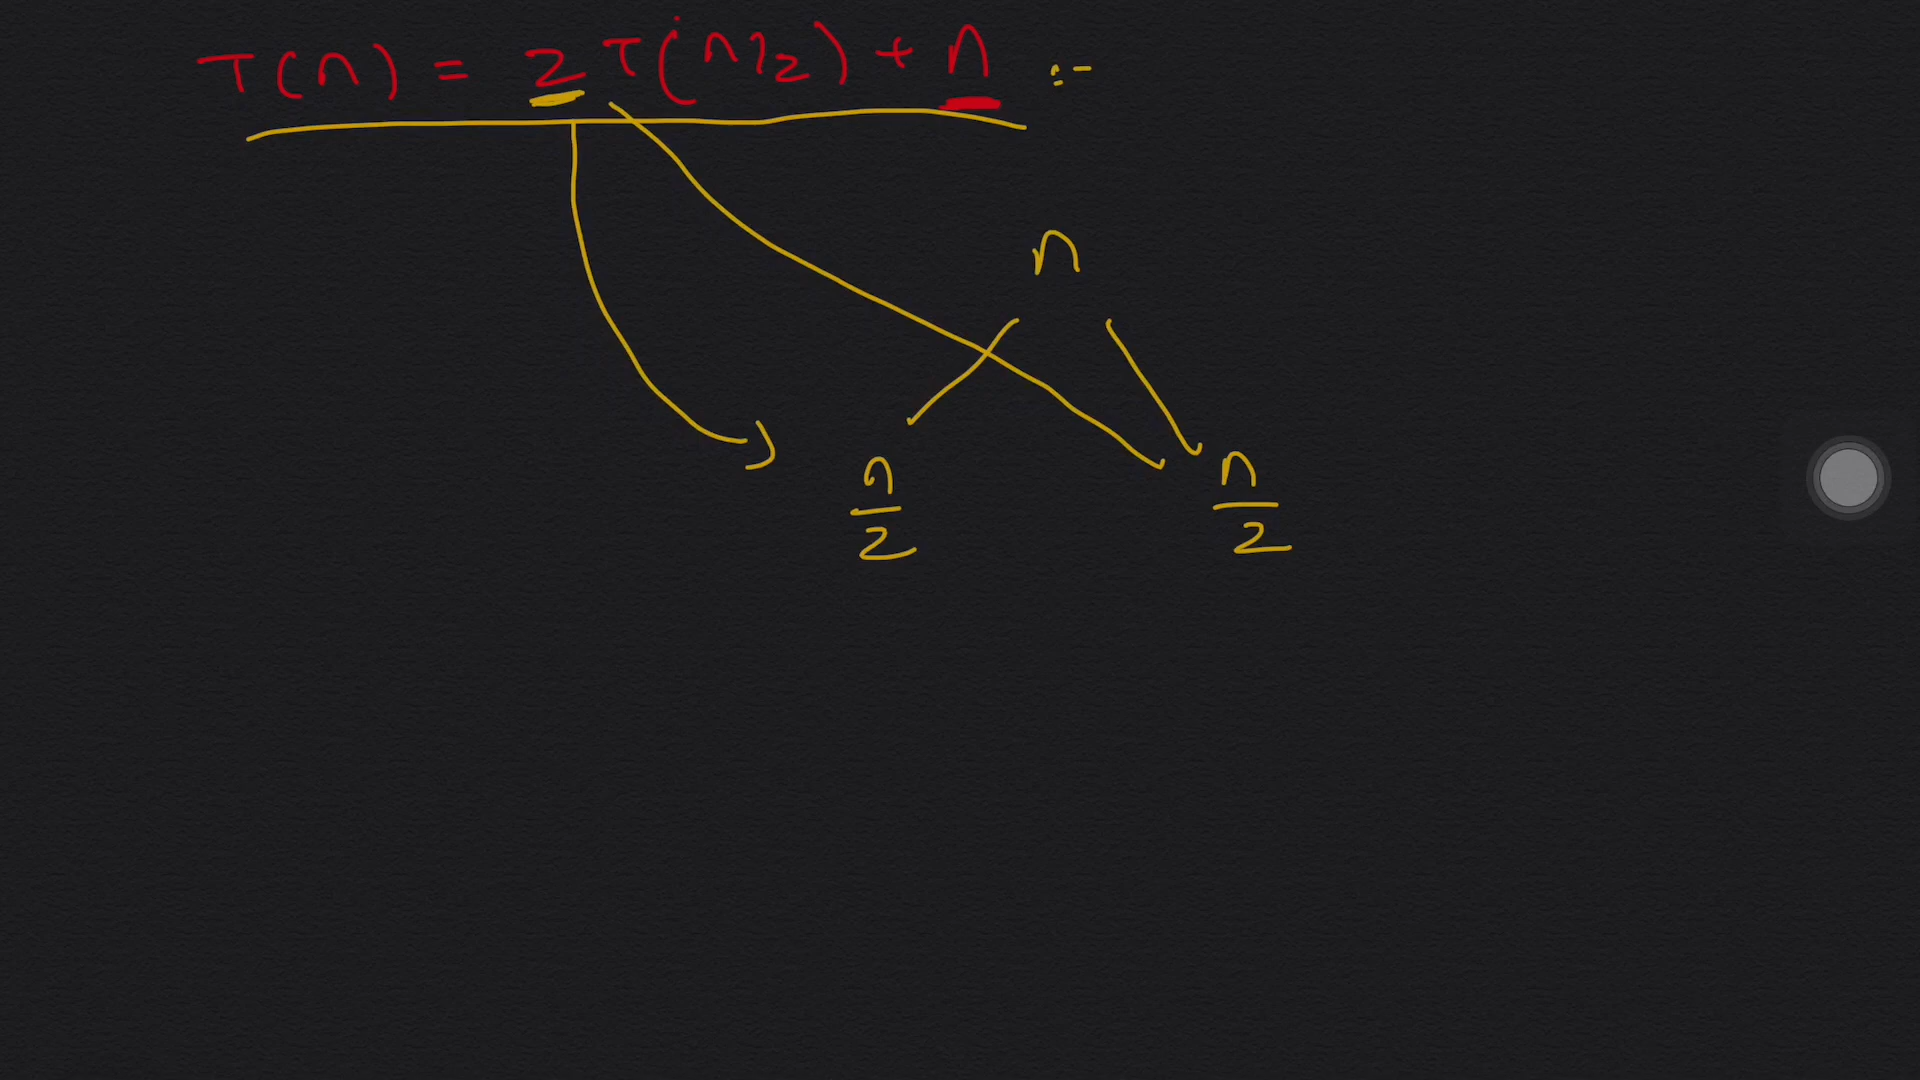 T(n) = 2T(n/2) + n :-
n
n/2 n/2